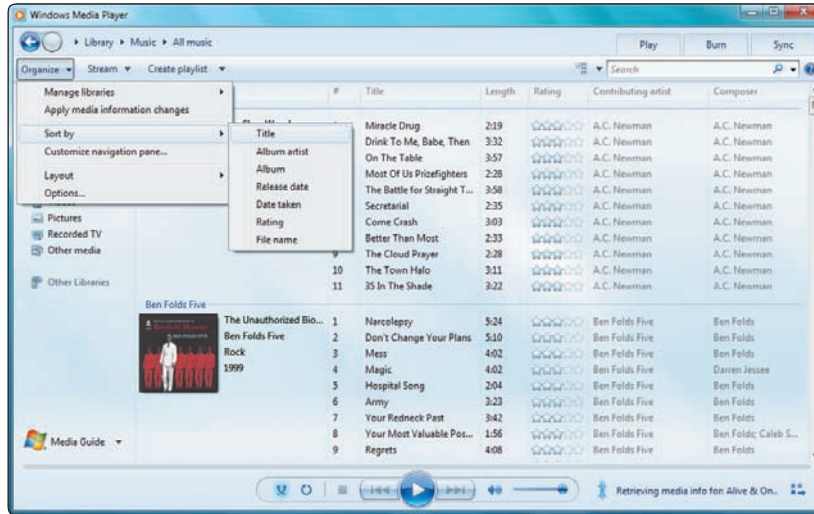 Windows Media Player
Library Music All music
Play Burn Sync
Organize Stream Create playlist Search
Manage libraries
Apply media information changes
Sort by
Customize navigation pane...
Layout
Options...
Title
Album artist
Album
Release date
Date taken
Rating
File name
Pictures
Recorded TV
Other media
Other Libraries
Media Guide
# Title Length Rating Contributing artist Composer
Miracle Drug 2:19 A.C. Newman A.C. Newman
Drink To Me, Babe, Then 3:32 A.C. Newman A.C. Newman
On The Table 3:57 A.C. Newman A.C. Newman
Most Of Us Prizefighters 2:28 A.C. Newman A.C. Newman
The Battle for Straight T... 3:58 A.C. Newman A.C. Newman
Secretarial 2:35 A.C. Newman A.C. Newman
Come Crash 3:03 A.C. Newman A.C. Newman
Better Than Most 2:33 A.C. Newman A.C. Newman
9 The Cloud Prayer 2:28 A.C. Newman A.C. Newman
10 The Town Halo 3:11 A.C. Newman A.C. Newman
11 35 In The Shade 3:22 A.C. Newman A.C. Newman
Ben Folds Five
The Unauthorized Bio...
Ben Folds Five
Rock
1999
1 Narcolepsy 5:24 Ben Folds Five Ben Folds
2 Don't Change Your Plans 5:10 Ben Folds Five Ben Folds
3 Mess 4:02 Ben Folds Five Ben Folds
4 Magic 4:02 Ben Folds Five Darren Jessee
5 Hospital Song 2:04 Ben Folds Five Ben Folds
6 Army 3:23 Ben Folds Five Ben Folds
7 Your Redneck Past 3:42 Ben Folds Five Ben Folds
8 Your Most Valuable Pos... 1:56 Ben Folds Five Ben Folds; Caleb S...
9 Regrets 4:08 Ben Folds Five Ben Folds
Retrieving media info for: Alive & On...